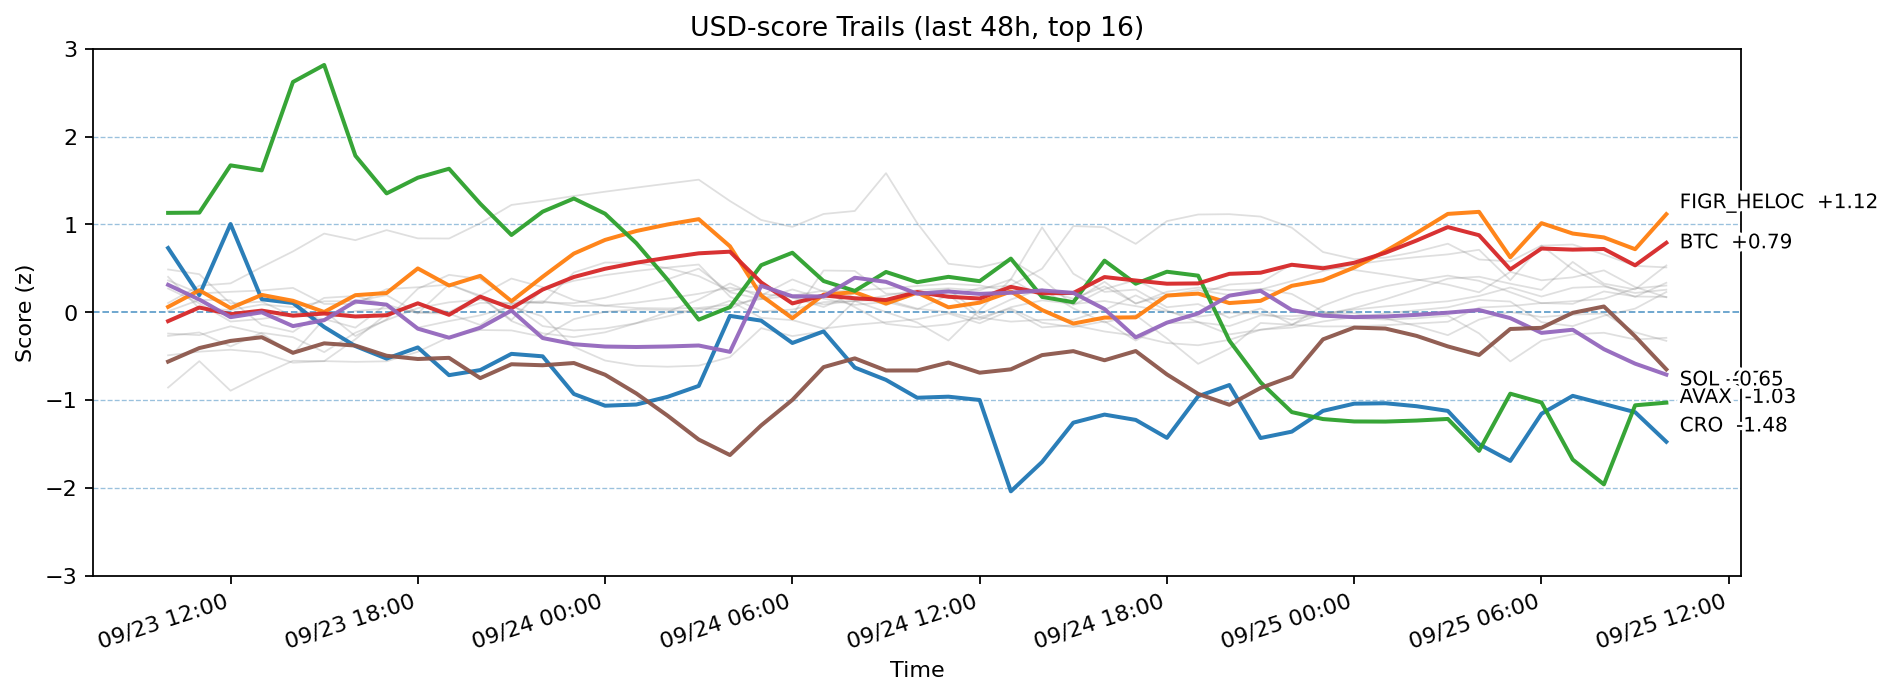 USD-score Trails (last 48h, top 16)
Score (z)
3
2
1
0
−1
−2
−3
FIGR_HELOC +1.12
BTC +0.79
SOL -0.65
AVAX -1.03
CRO -1.48
09/23 12:00
09/23 18:00
09/24 00:00
09/24 06:00
09/24 12:00
09/24 18:00
09/25 00:00
09/25 06:00
09/25 12:00
Time